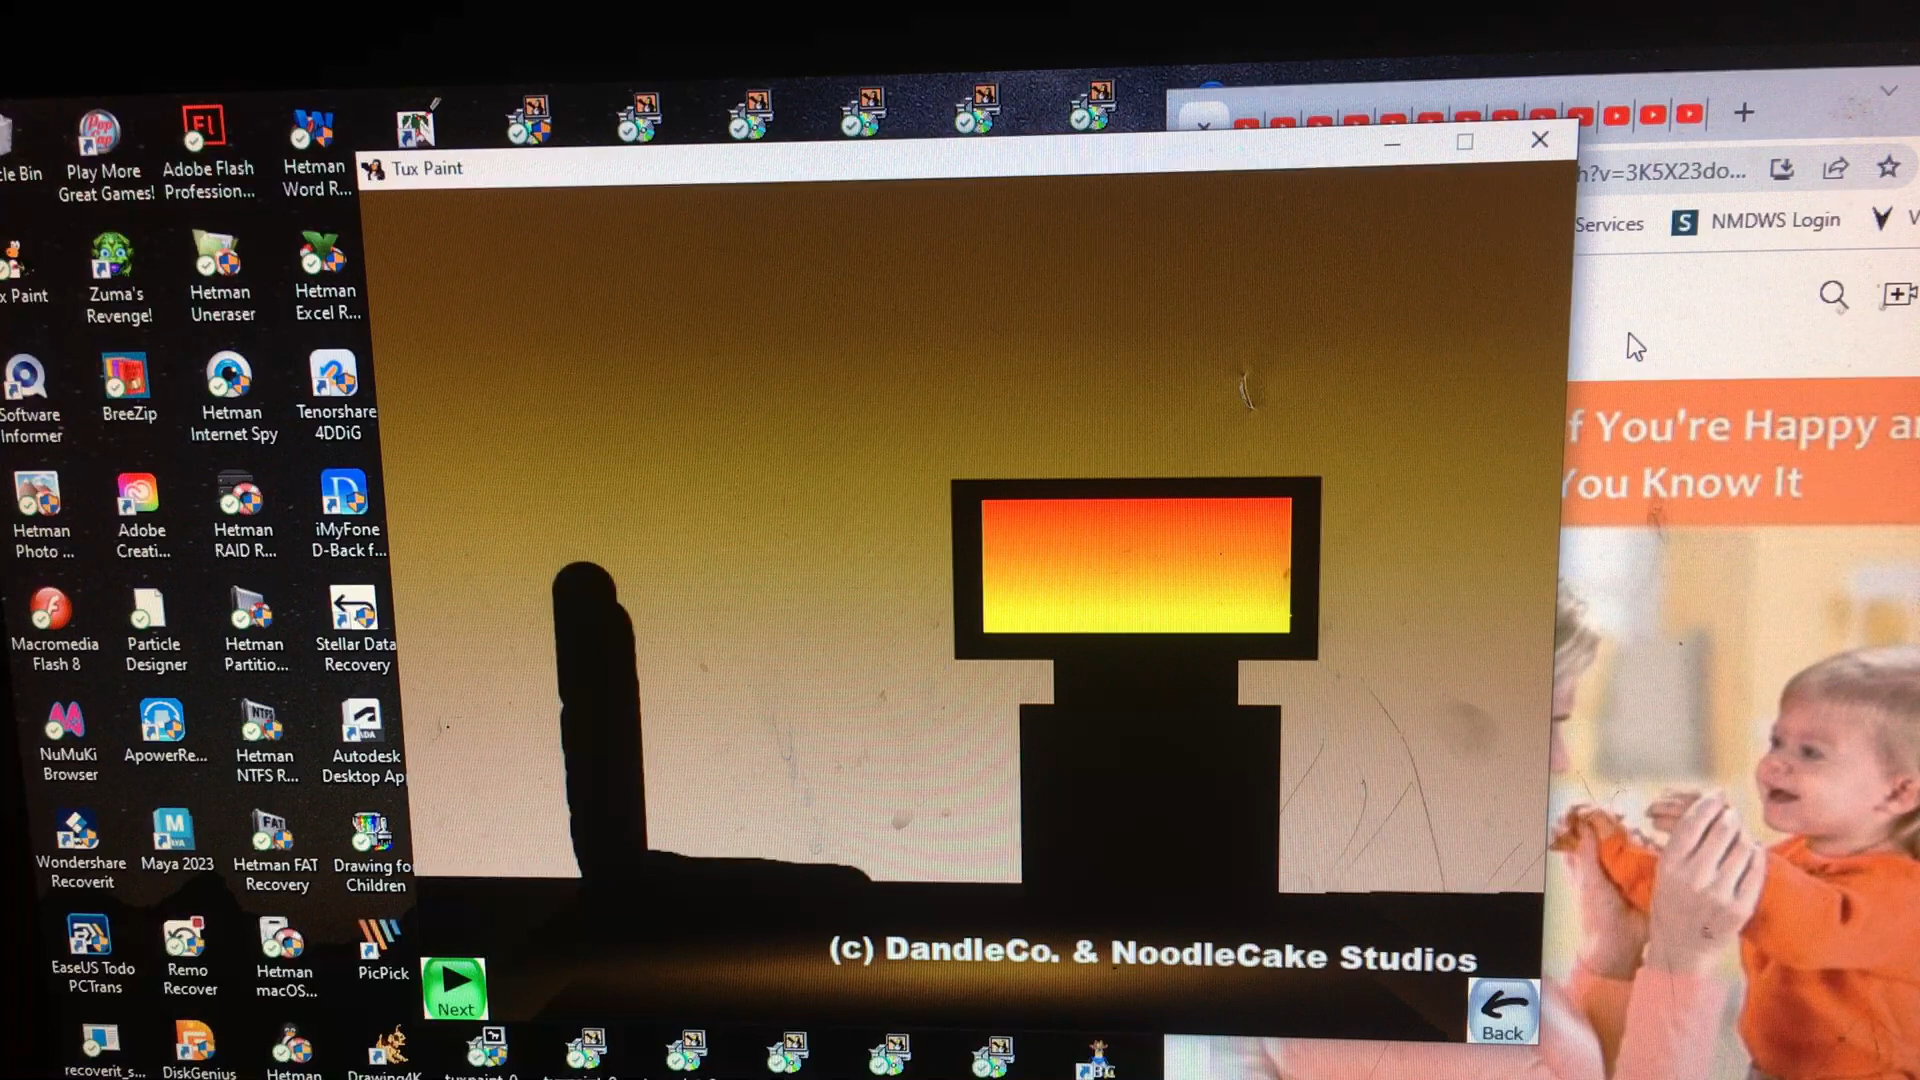 Tux Paint
h?v=3K5X23do...
Services
NMDWS Login
f You're Happy an
You Know It
(c) DandleCo. & NoodleCake Studios
Next
Back
cle Bin
Play More
Great Games!
Adobe Flash
Profession...
Hetman
Word R...
x Paint
Zuma's
Revenge!
Hetman
Uneraser
Hetman
Excel R...
Software
Informer
BreeZip
Hetman
Internet Spy
Tenorshare
4DDiG
Hetman
Photo ...
Adobe
Creati...
Hetman
RAID R...
iMyFone
D-Back f...
Macromedia
Flash 8
Particle
Designer
Hetman
Partitio...
Stellar Data
Recovery
NuMuKi
Browser
ApowerRe...
Hetman
NTFS R...
Autodesk
Desktop Ap
Wondershare
Recoverit
Maya 2023
Hetman FAT
Recovery
Drawing fo
Children
EaseUS Todo
PCTrans
Remo
Recover
Hetman
macOS...
PicPick
recoverit_s...
DiskGenius
Hetman
Drawing4K